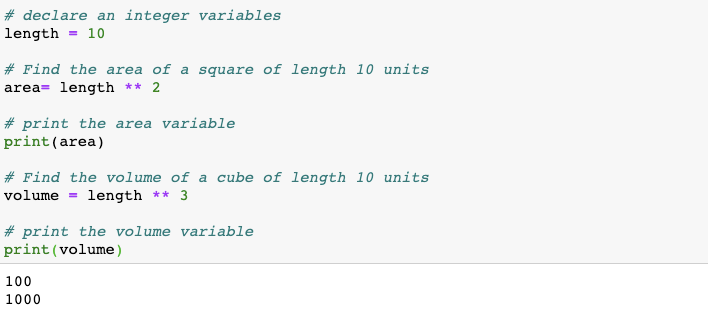 # declare an integer variables
length = 10
# Find the area of a square of length 10 units
area= length ** 2
# print the area variable
print(area)
# Find the volume of a cube of length 10 units
volume = length ** 3
# print the volume variable
print(volume)
100
1000